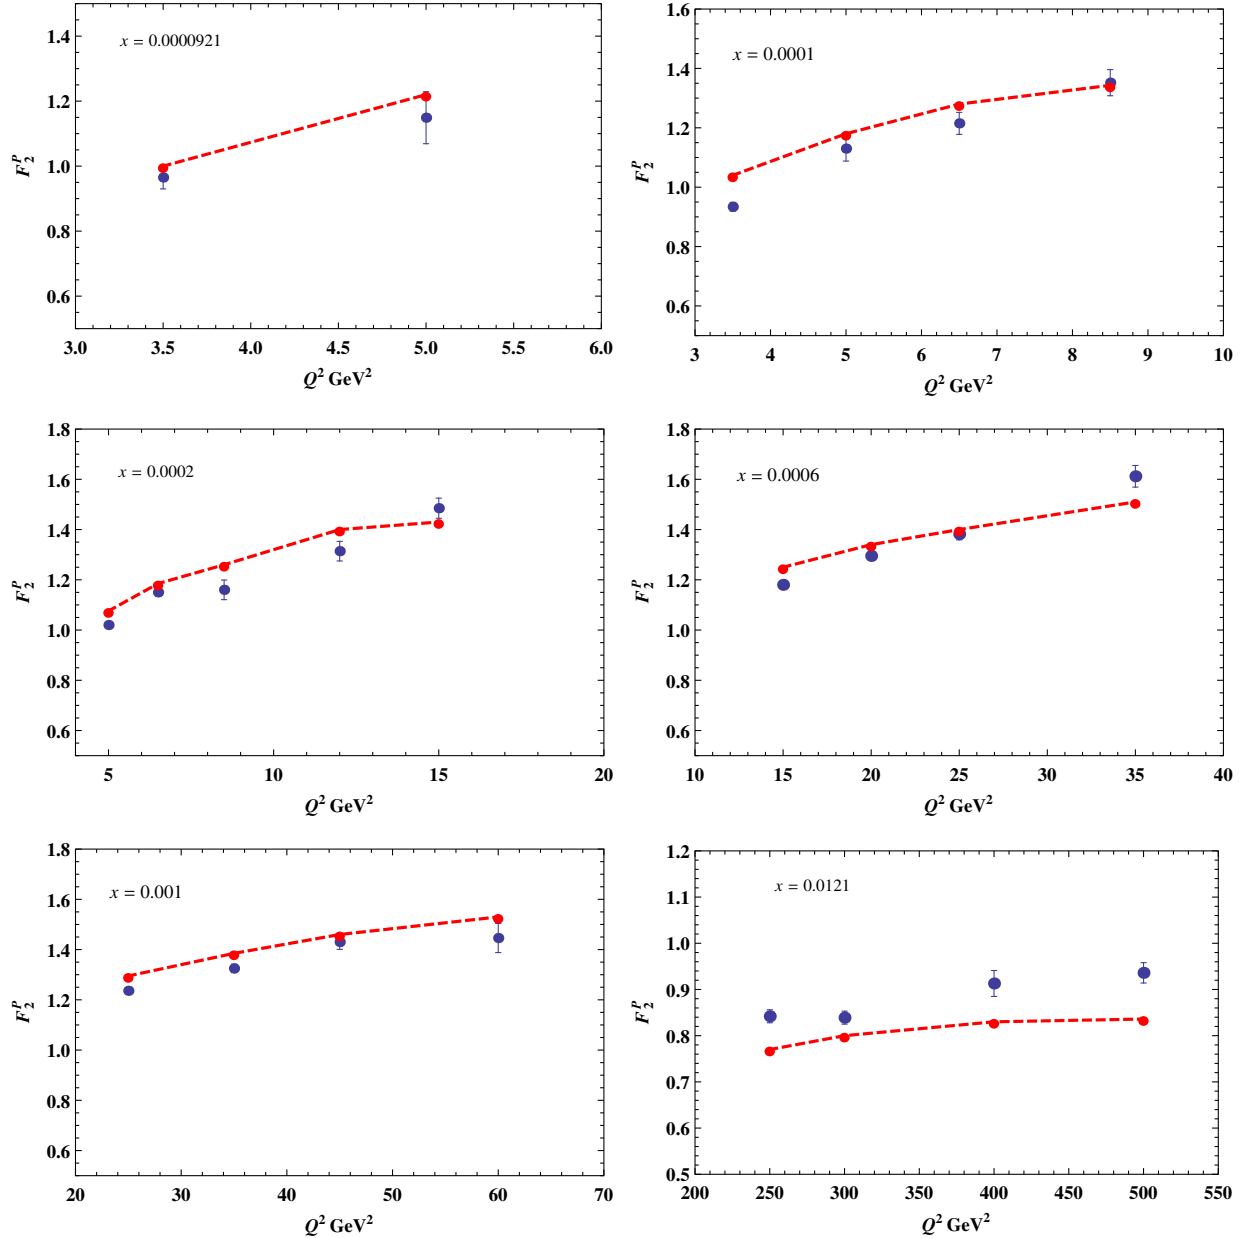 x = 0.0000921
F₂ᴾ
1.4
1.2
1.0
0.8
0.6
3.0 3.5 4.0 4.5 5.0 5.5 6.0
Q² GeV²
x = 0.0001
F₂ᴾ
1.6
1.4
1.2
1.0
0.8
0.6
3 4 5 6 7 8 9 10
Q² GeV²
x = 0.0002
F₂ᴾ
1.8
1.6
1.4
1.2
1.0
0.8
0.6
5 10 15 20
Q² GeV²
x = 0.0006
F₂ᴾ
1.8
1.6
1.4
1.2
1.0
0.8
0.6
10 15 20 25 30 35 40
Q² GeV²
x = 0.001
F₂ᴾ
1.8
1.6
1.4
1.2
1.0
0.8
0.6
20 30 40 50 60 70
Q² GeV²
x = 0.0121
F₂ᴾ
1.2
1.1
1.0
0.9
0.8
0.7
0.6
0.5
200 250 300 350 400 450 500 550
Q² GeV²